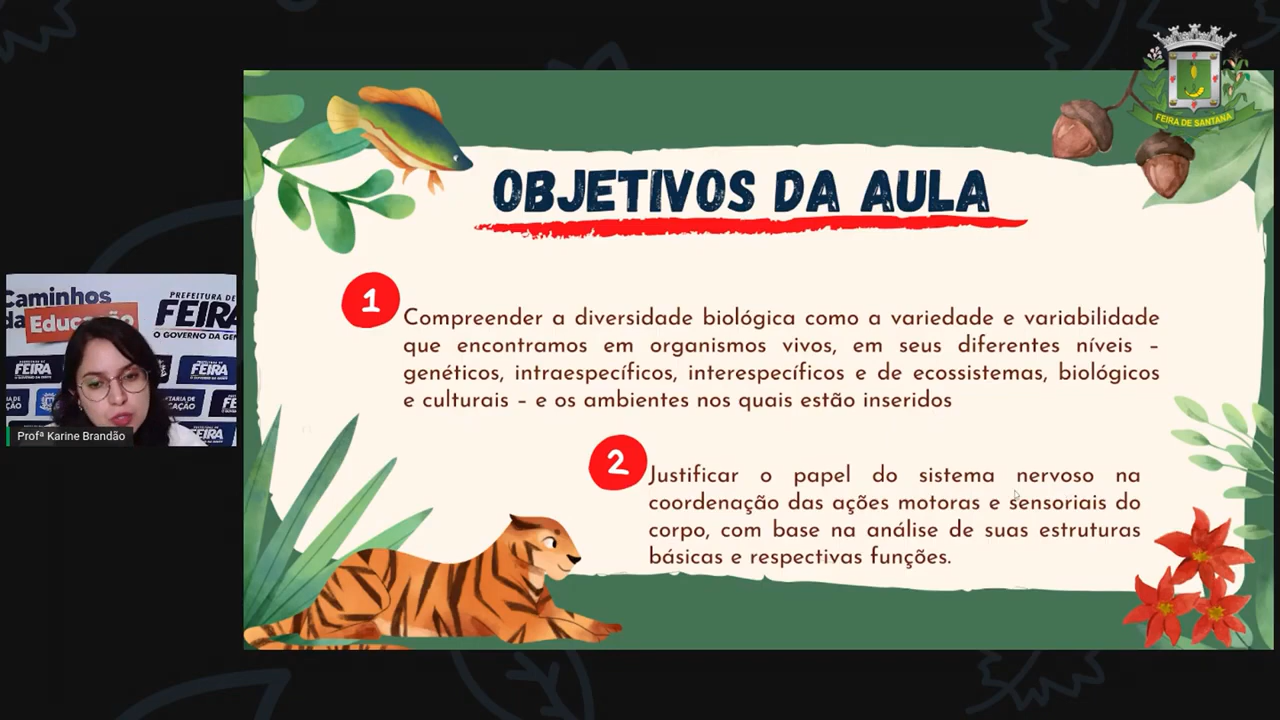 FEIRA DE SANTANA
OBJETIVOS DA AULA
1
Compreender a diversidade biológica como a variedade e variabilidade
que encontramos em organismos vivos, em seus diferentes níveis –
genéticos, intraespecíficos, interespecíficos e de ecossistemas, biológicos
e culturais – e os ambientes nos quais estão inseridos
2
Justificar o papel do sistema nervoso na
coordenação das ações motoras e sensoriais do
corpo, com base na análise de suas estruturas
básicas e respectivas funções.
Caminhos
da Educação
PREFEITURA DE
FEIRA
O GOVERNO DA
FEIRA
FEIRA
FEIRA
Profª Karine Brandão